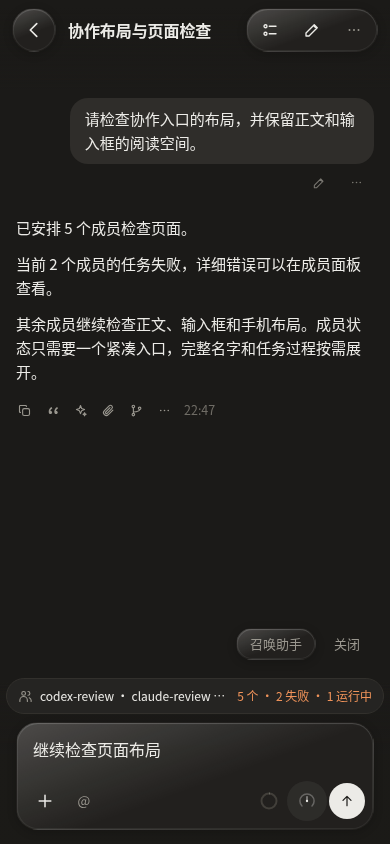 协作布局与页面检查
请检查协作入口的布局，并保留正文和输
入框的阅读空间。
已安排 5 个成员检查页面。
当前 2 个成员的任务失败，详细错误可以在成员面板
查看。
其余成员继续检查正文、输入框和手机布局。成员状
态只需要一个紧凑入口，完整名字和任务过程按需展
开。
22:47
召唤助手 关闭
codex-review · claude-review … 5 个 · 2 失败 · 1 运行中
继续检查页面布局
@